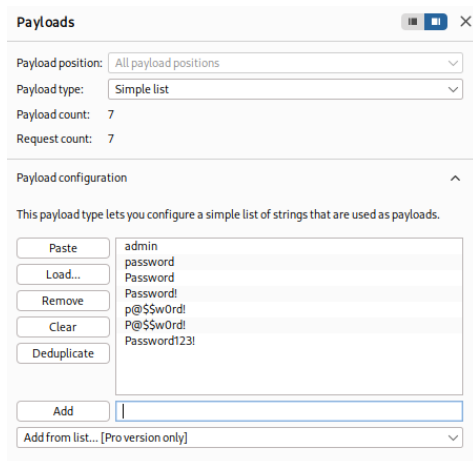 Payloads
Payload position: All payload positions
Payload type: Simple list
Payload count: 7
Request count: 7
Payload configuration
This payload type lets you configure a simple list of strings that are used as payloads.
Paste
Load...
Remove
Clear
Deduplicate
admin
password
Password
Password!
p@$$w0rd!
P@$$w0rd!
Password123!
Add
Add from list... [Pro version only]